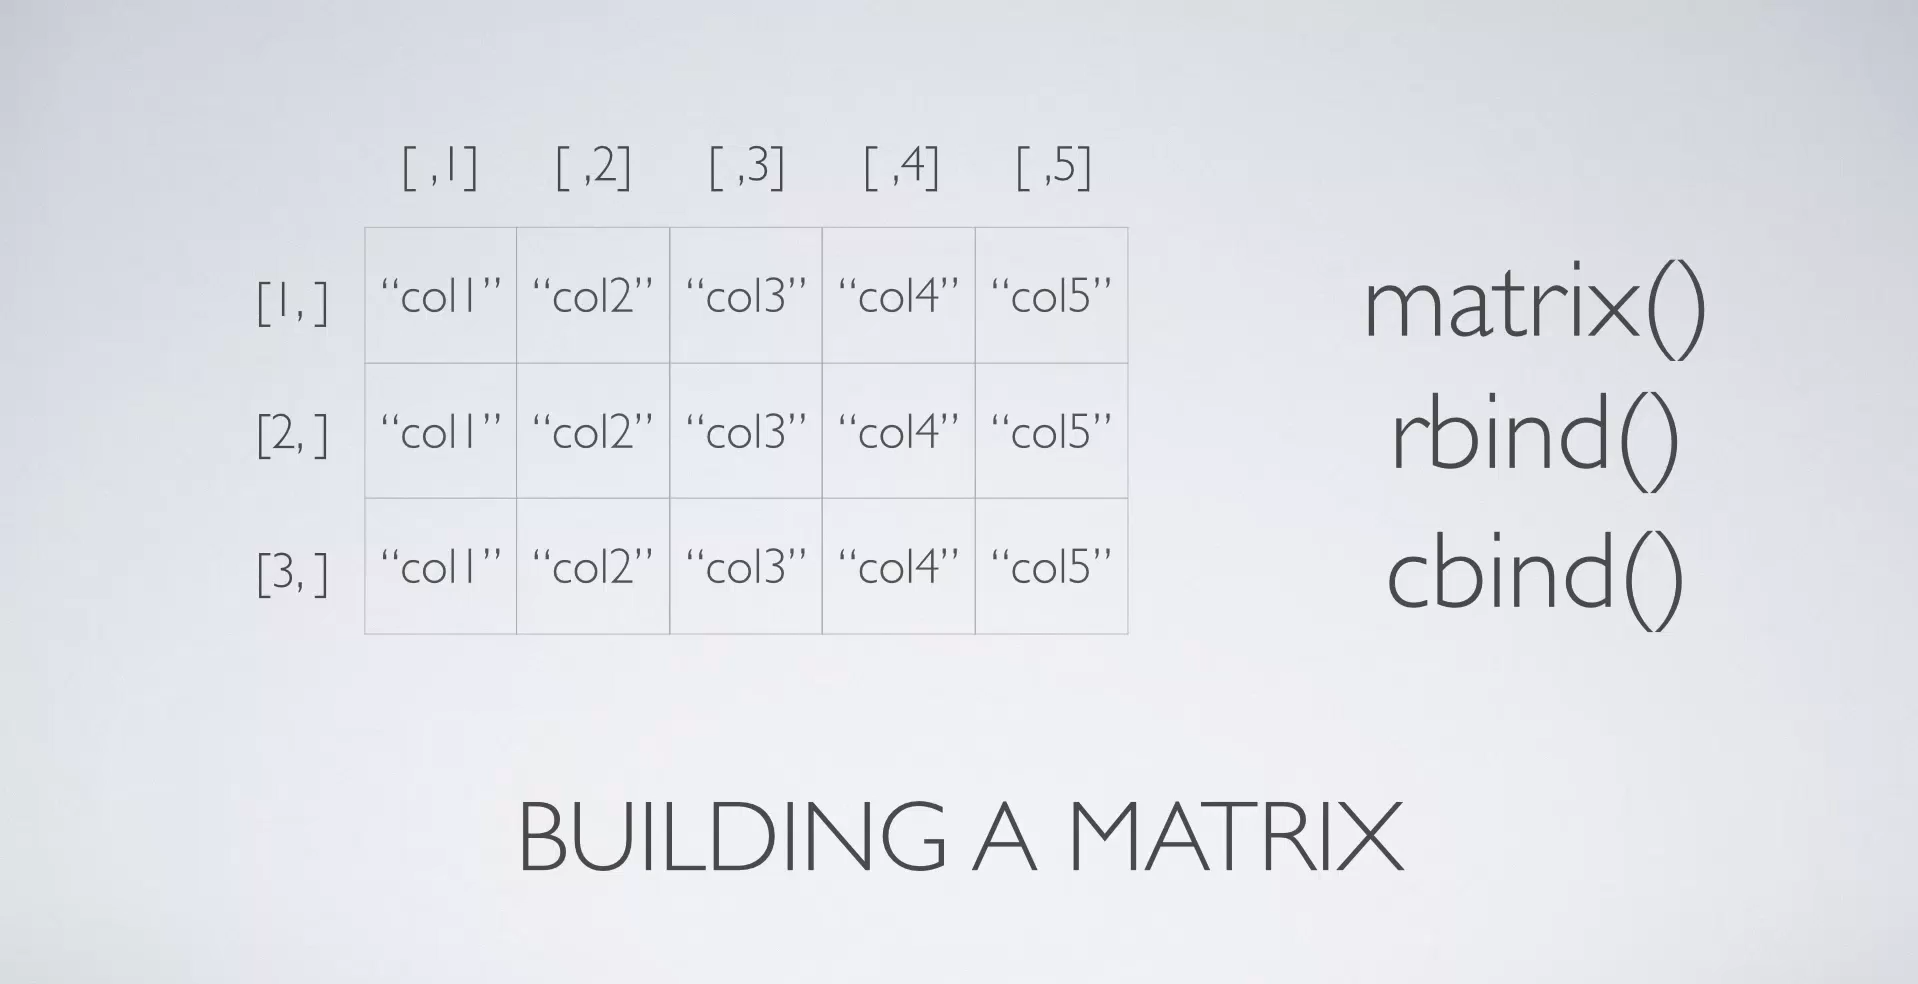 [ ,1] [ ,2] [ ,3] [ ,4] [ ,5]
[1, ] “col1” “col2” “col3” “col4” “col5”
[2, ] “col1” “col2” “col3” “col4” “col5”
[3, ] “col1” “col2” “col3” “col4” “col5”
matrix()
rbind()
cbind()
BUILDING A MATRIX